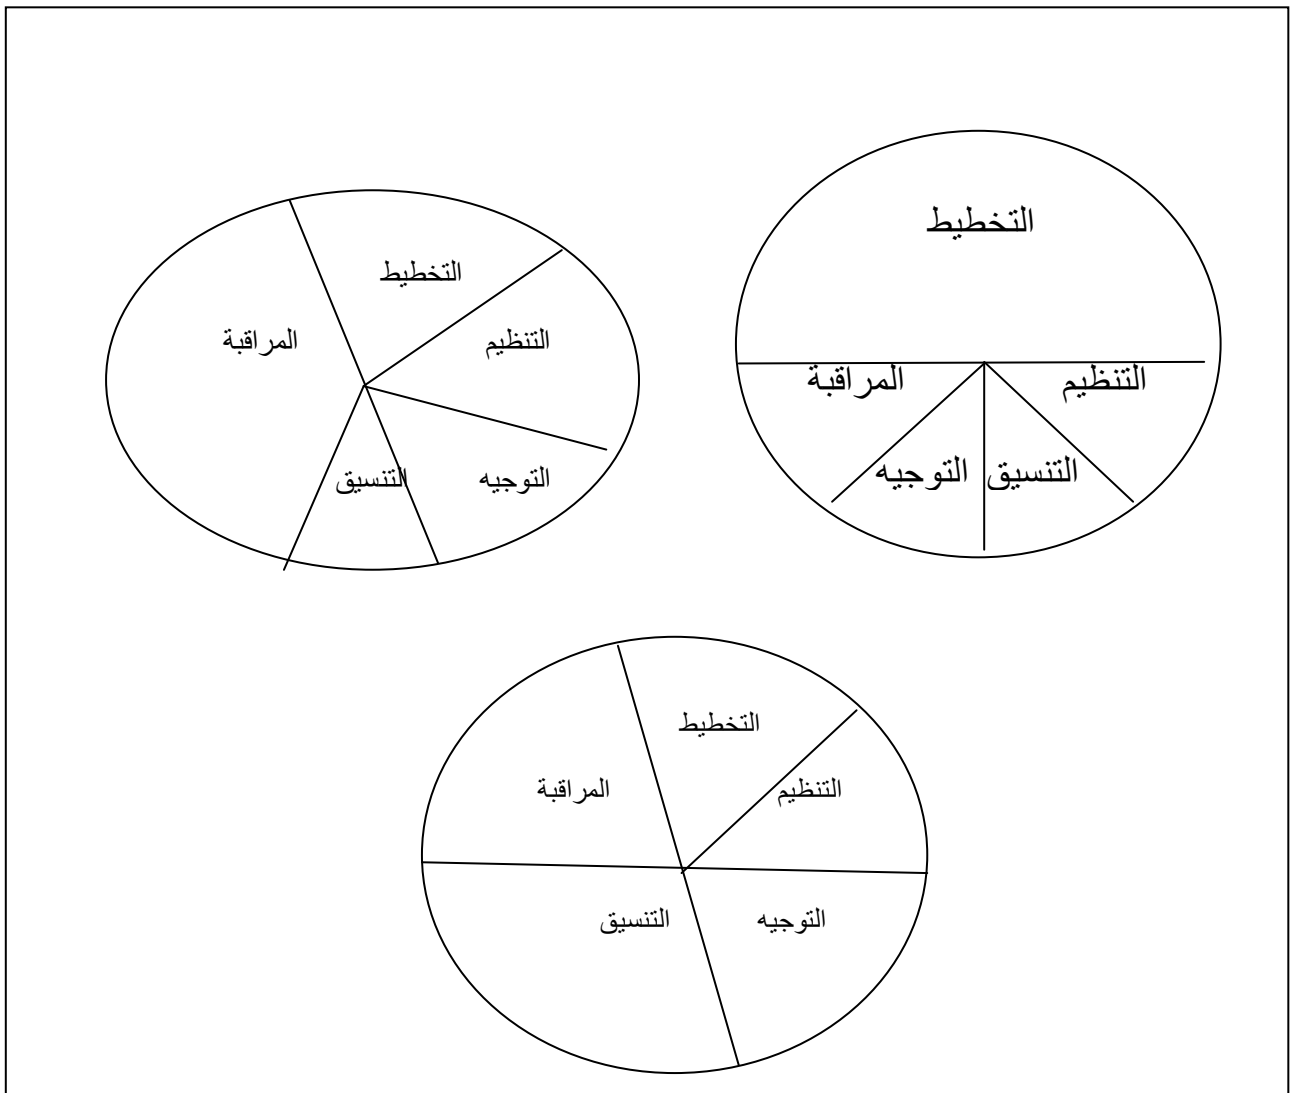 التخطيط
التنظيم
المراقبة
التنسيق
التوجيه
التخطيط
التنظيم
المراقبة
التوجيه
التنسيق
التخطيط
التنظيم
المراقبة
التوجيه
التنسيق